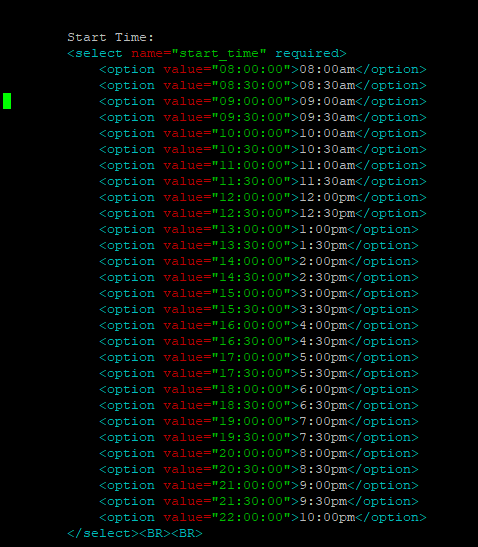 Start Time:
<select name="start_time" required>
<option value="08:00:00">08:00am</option>
<option value="08:30:00">08:30am</option>
<option value="09:00:00">09:00am</option>
<option value="09:30:00">09:30am</option>
<option value="10:00:00">10:00am</option>
<option value="10:30:00">10:30am</option>
<option value="11:00:00">11:00am</option>
<option value="11:30:00">11:30am</option>
<option value="12:00:00">12:00pm</option>
<option value="12:30:00">12:30pm</option>
<option value="13:00:00">1:00pm</option>
<option value="13:30:00">1:30pm</option>
<option value="14:00:00">2:00pm</option>
<option value="14:30:00">2:30pm</option>
<option value="15:00:00">3:00pm</option>
<option value="15:30:00">3:30pm</option>
<option value="16:00:00">4:00pm</option>
<option value="16:30:00">4:30pm</option>
<option value="17:00:00">5:00pm</option>
<option value="17:30:00">5:30pm</option>
<option value="18:00:00">6:00pm</option>
<option value="18:30:00">6:30pm</option>
<option value="19:00:00">7:00pm</option>
<option value="19:30:00">7:30pm</option>
<option value="20:00:00">8:00pm</option>
<option value="20:30:00">8:30pm</option>
<option value="21:00:00">9:00pm</option>
<option value="21:30:00">9:30pm</option>
<option value="22:00:00">10:00pm</option>
</select><BR><BR>